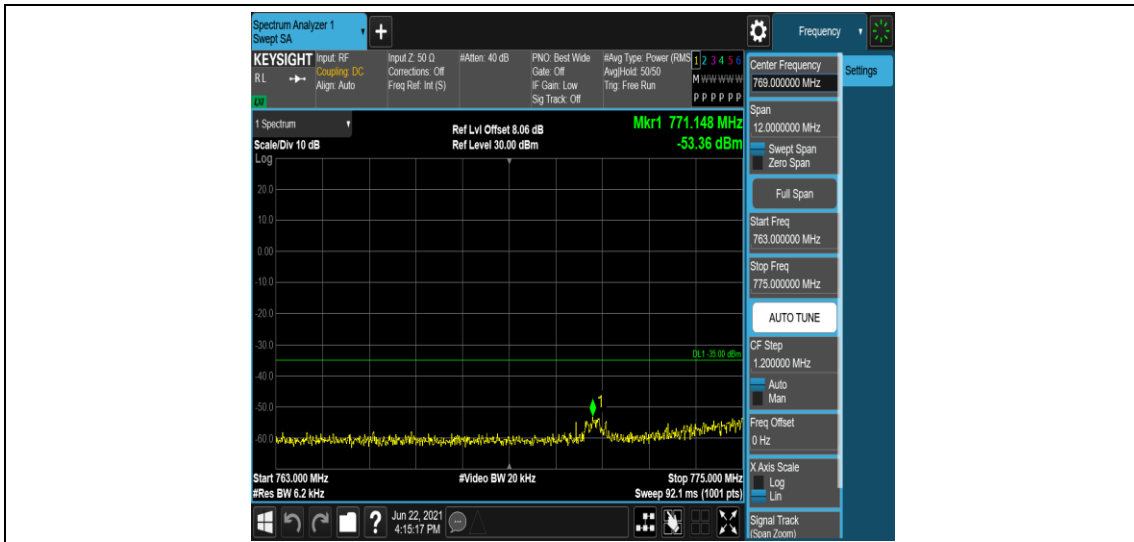 Spectrum Analyzer 1
Swept SA
+
Frequency
KEYSIGHT
RL
LXI
Input: RF
Coupling: DC
Align: Auto
Input Z: 50 Ω
Corrections: Off
Freq Ref: Int (S)
#Atten: 40 dB
PNO: Best Wide
Gate: Off
IF Gain: Low
Sig Track: Off
#Avg Type: Power (RMS
Avg|Hold: 50/50
Trig: Free Run
1 2 3 4 5 6
M W W W W W
P P P P P P
1 Spectrum
Scale/Div 10 dB
Log
Ref Lvl Offset 8.06 dB
Ref Level 30.00 dBm
Mkr1 771.148 MHz
-53.36 dBm
20.0
10.0
0.00
-10.0
-20.0
-30.0
DL1 -35.00 dBm
-40.0
1
-50.0
-60.0
Start 763.000 MHz
#Res BW 6.2 kHz
#Video BW 20 kHz
Stop 775.000 MHz
Sweep 92.1 ms (1001 pts)
?
Jun 22, 2021
4:15:17 PM
Center Frequency
769.000000 MHz
Settings
Span
12.0000000 MHz
Swept Span
Zero Span
Full Span
Start Freq
763.000000 MHz
Stop Freq
775.000000 MHz
AUTO TUNE
CF Step
1.200000 MHz
Auto
Man
Freq Offset
0 Hz
X Axis Scale
Log
Lin
Signal Track
(Span Zoom)